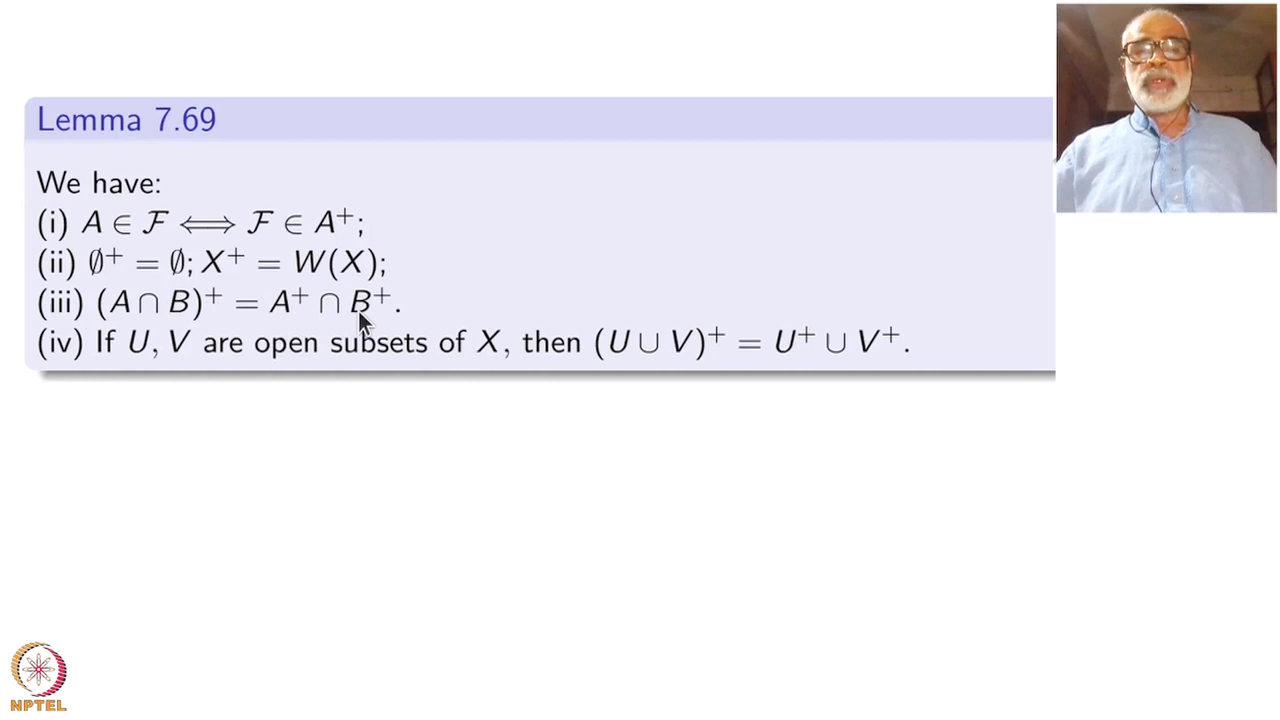 Lemma 7.69
We have:
(i) A ∈ ℱ ⟺ ℱ ∈ A⁺;
(ii) ∅⁺ = ∅; X⁺ = W(X);
(iii) (A ∩ B)⁺ = A⁺ ∩ B⁺.
(iv) If U, V are open subsets of X, then (U ∪ V)⁺ = U⁺ ∪ V⁺.
NPTEL